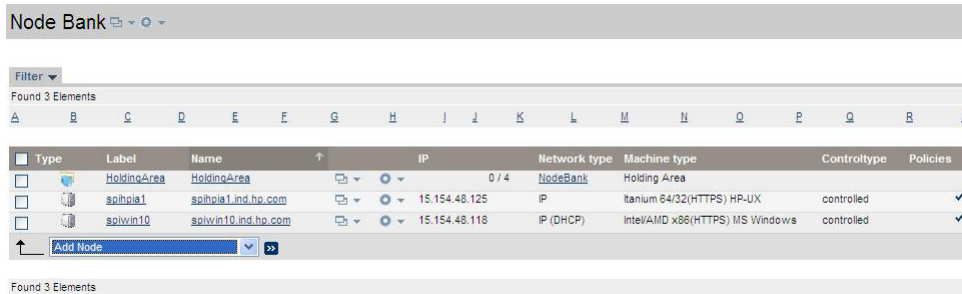 Node Bank
Filter
Found 3 Elements
A B C D E F G H I J K L M N O P Q R
Type Label Name IP Network type Machine type Controltype Policies
HoldingArea HoldingArea 0 / 4 NodeBank Holding Area
spihpia1 spihpia1.ind.hp.com 15.154.48.125 IP Itanium 64/32(HTTPS) HP-UX controlled
spiwin10 spiwin10.ind.hp.com 15.154.48.118 IP (DHCP) Intel/AMD x86(HTTPS) MS Windows controlled
Add Node
Found 3 Elements